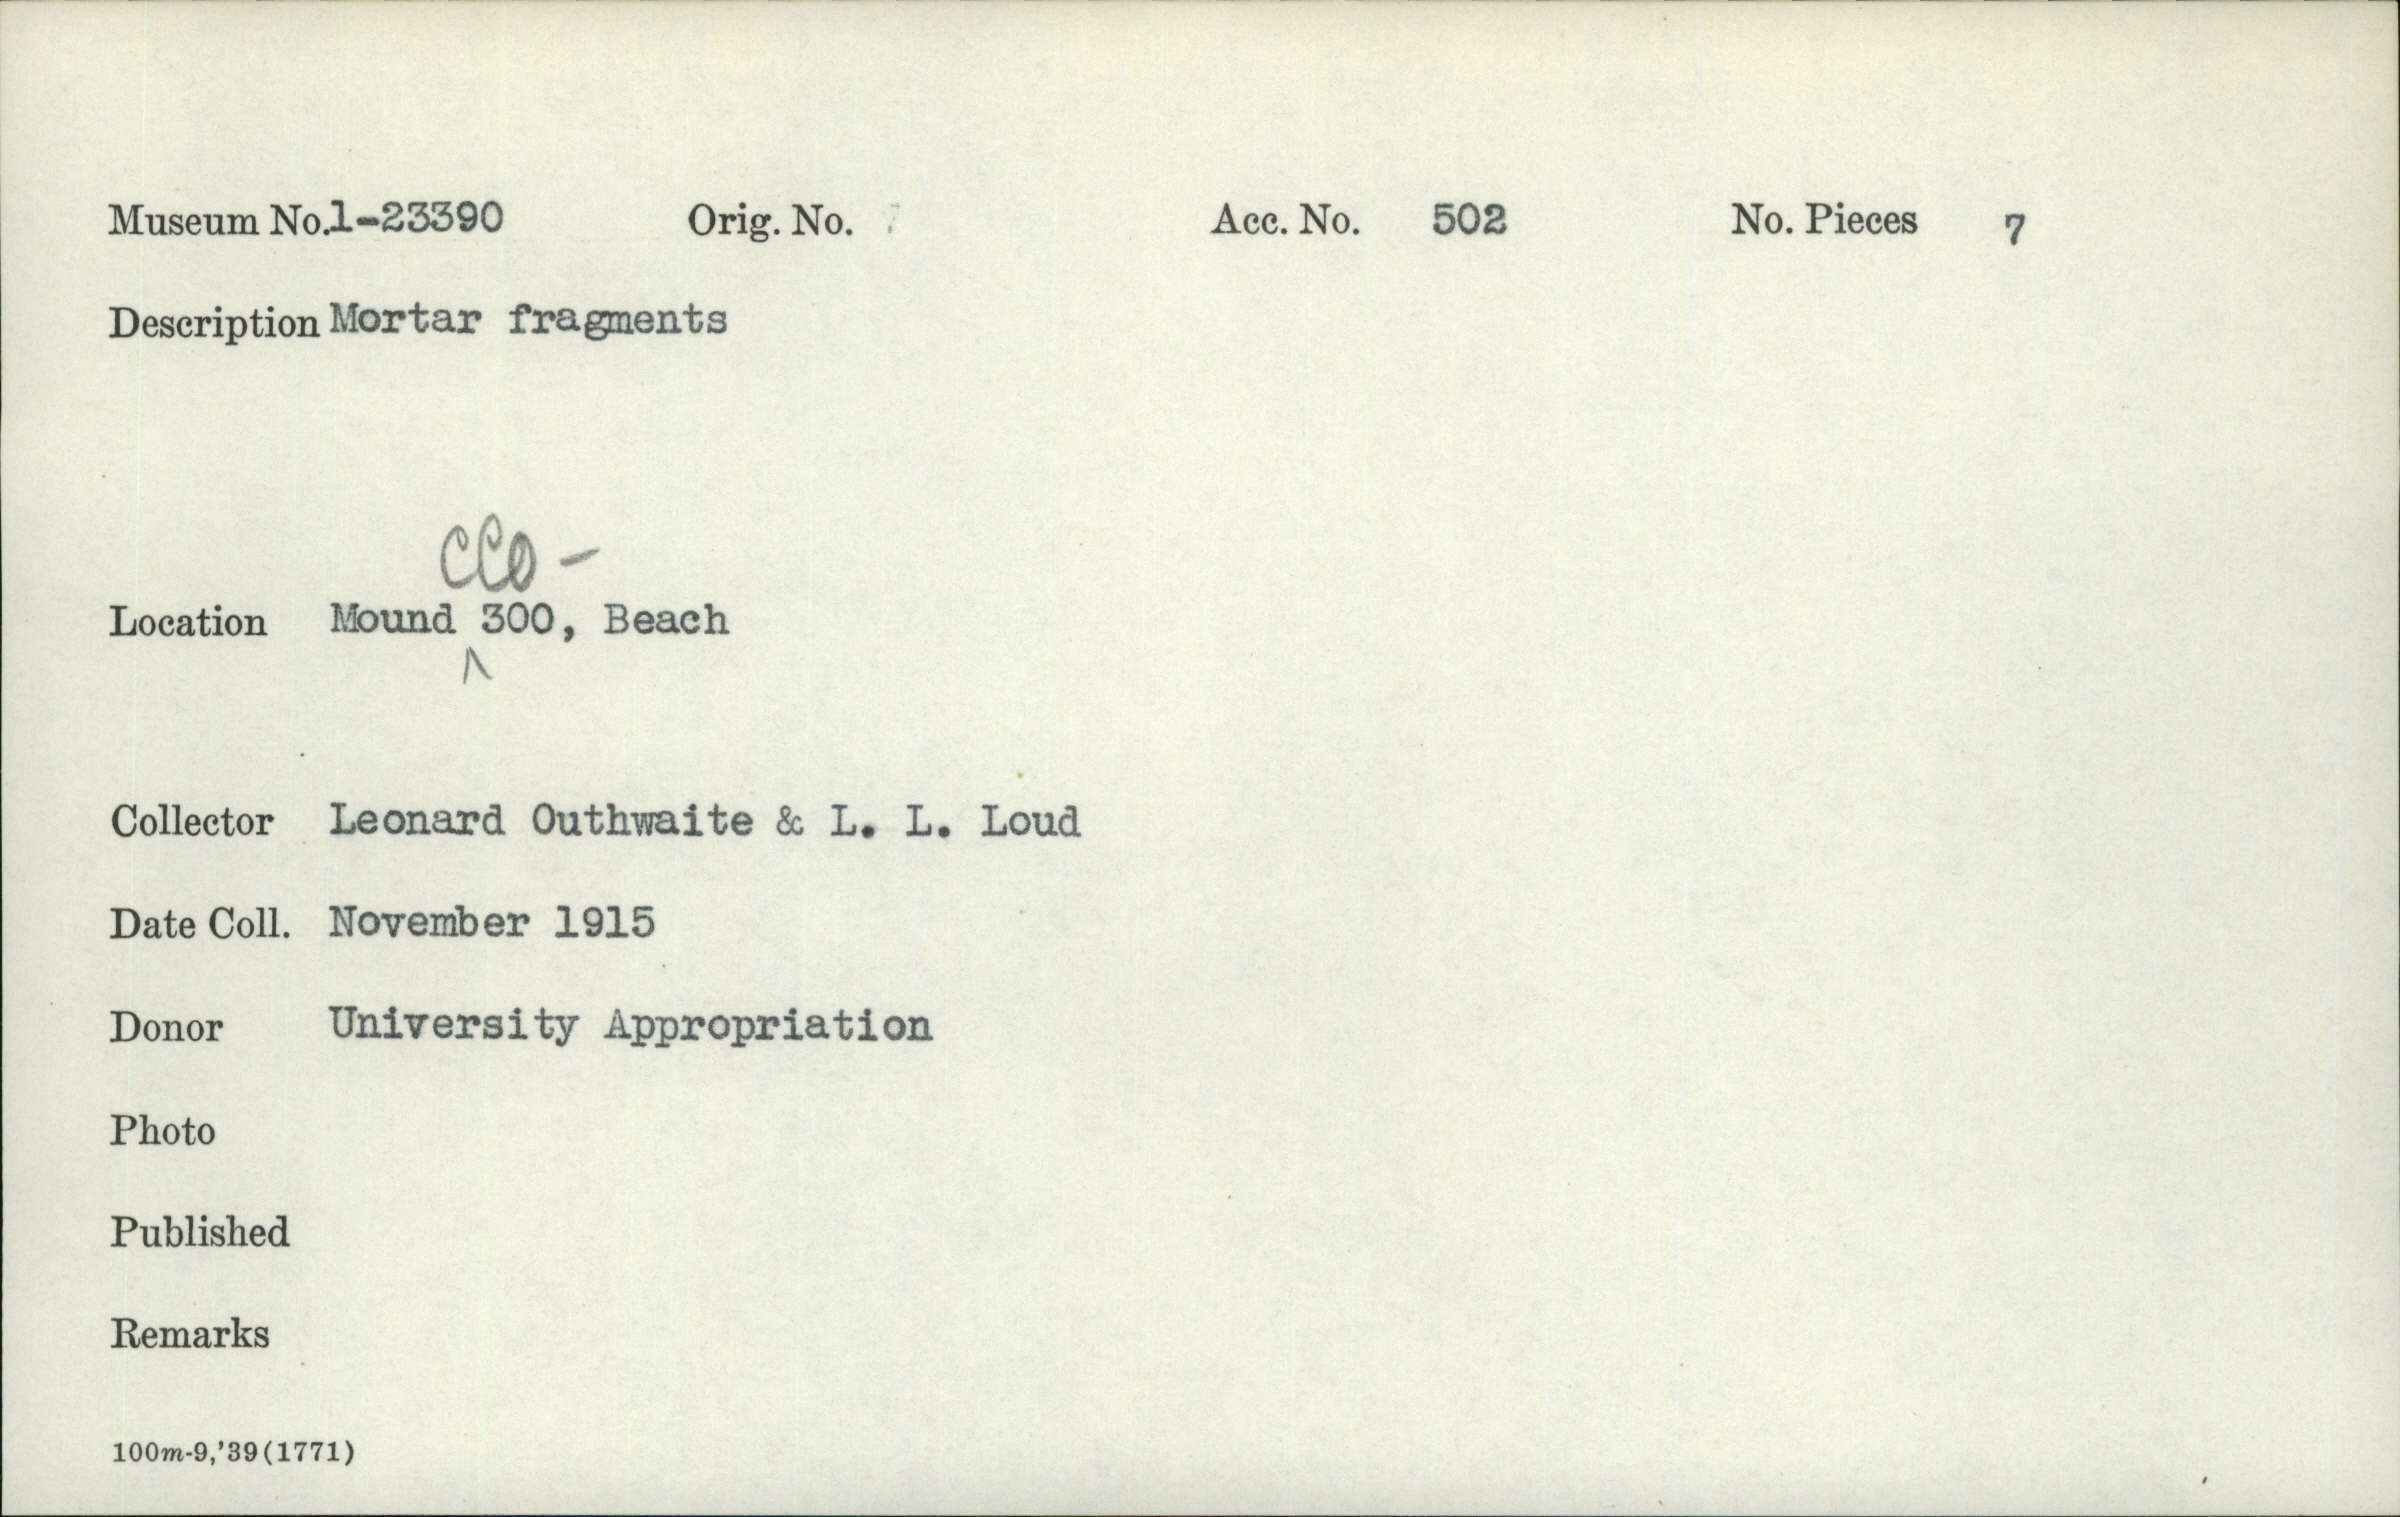 Museum No. 1-23390 Orig. No. Acc. No. 502 No. Pieces 7
Description Mortar fragments
CCO -
Location Mound ^ 300, Beach
Collector Leonard Outhwaite & L. L. Loud
Date Coll. November 1915
Donor University Appropriation
Photo
Published
Remarks
100m-9,'39(1771)